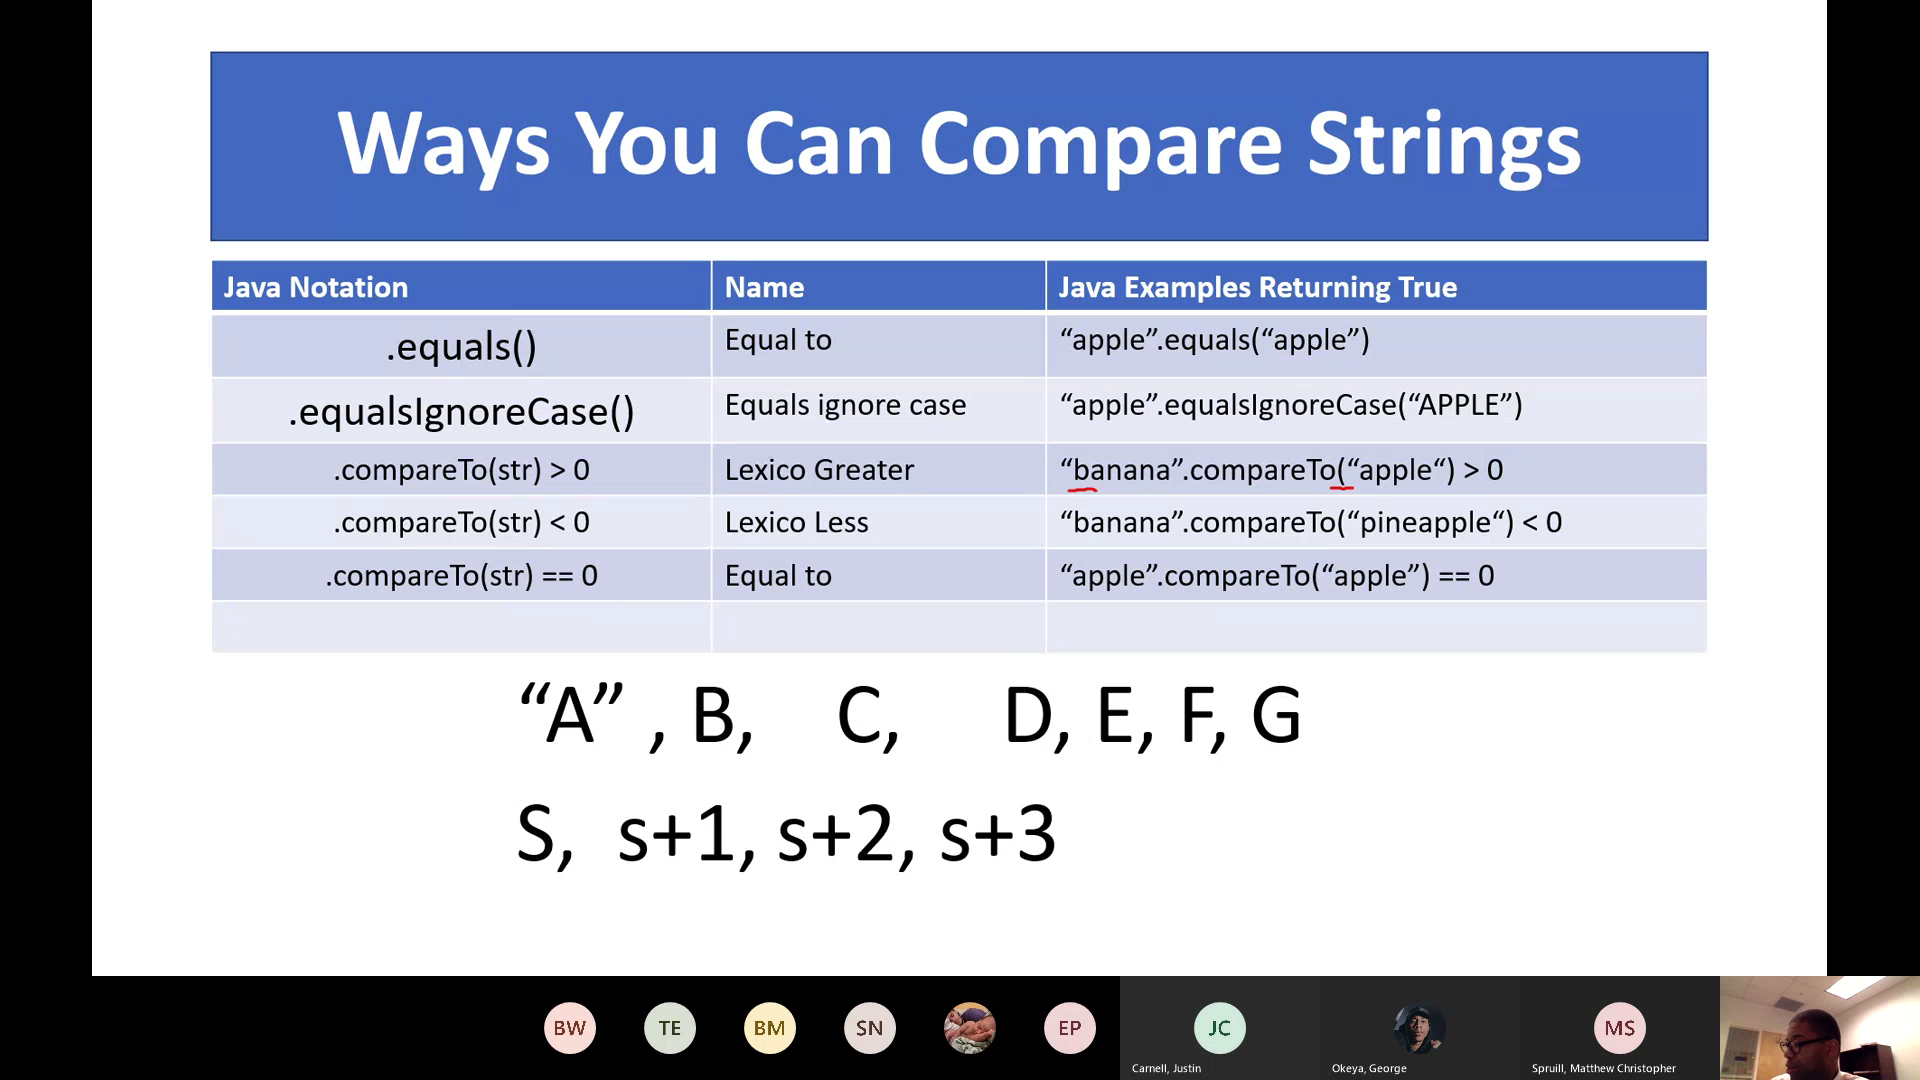 Ways You Can Compare Strings
Java Notation	Name	Java Examples Returning True
.equals()	Equal to	“apple”.equals(“apple”)
.equalsIgnoreCase()	Equals ignore case	“apple”.equalsIgnoreCase(“APPLE”)
.compareTo(str) > 0	Lexico Greater	“banana”.compareTo(“apple“) > 0
.compareTo(str) < 0	Lexico Less	“banana”.compareTo(“pineapple“) < 0
.compareTo(str) == 0	Equal to	“apple”.compareTo(“apple”) == 0
“A” , B, C, D, E, F, G
S, s+1, s+2, s+3
BW TE BM SN EP JC MS
Carnell, Justin Okeya, George Spruill, Matthew Christopher